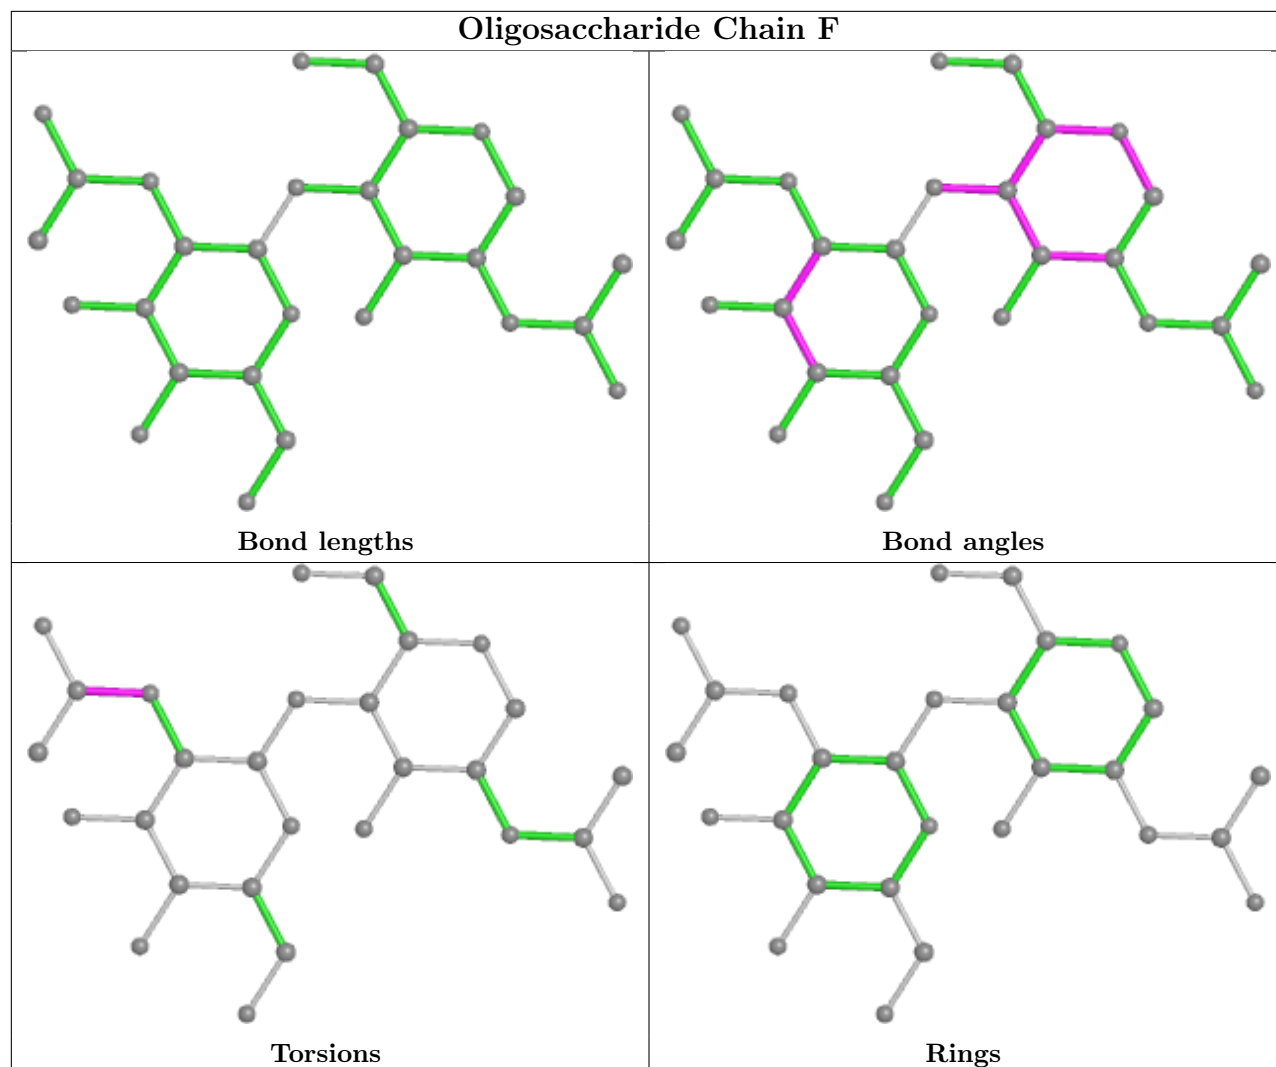 Oligosaccharide Chain F
Bond lengths
Bond angles
Torsions
Rings